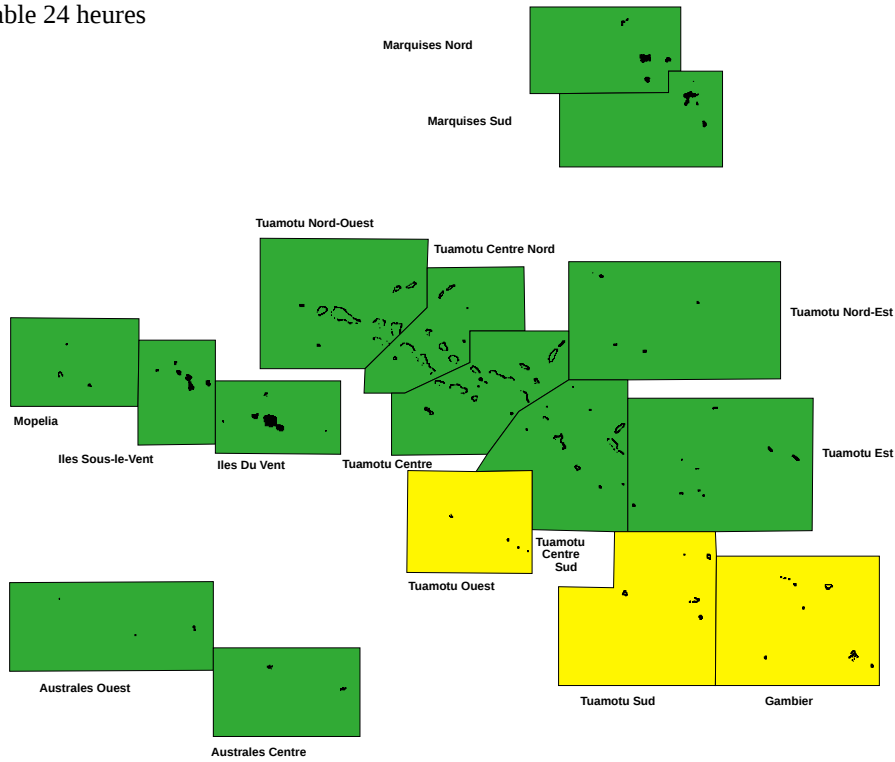 24 heures
Marquises Nord
Marquises Sud
Tuamotu Nord-Ouest
Tuamotu Centre Nord
Tuamotu Nord-Est
Mopelia
Iles Sous-le-Vent
Iles Du Vent
Tuamotu Centre
Tuamotu Est
Tuamotu
Centre
Sud
Tuamotu Ouest
Australes Ouest
Tuamotu Sud
Gambier
Australes Centre